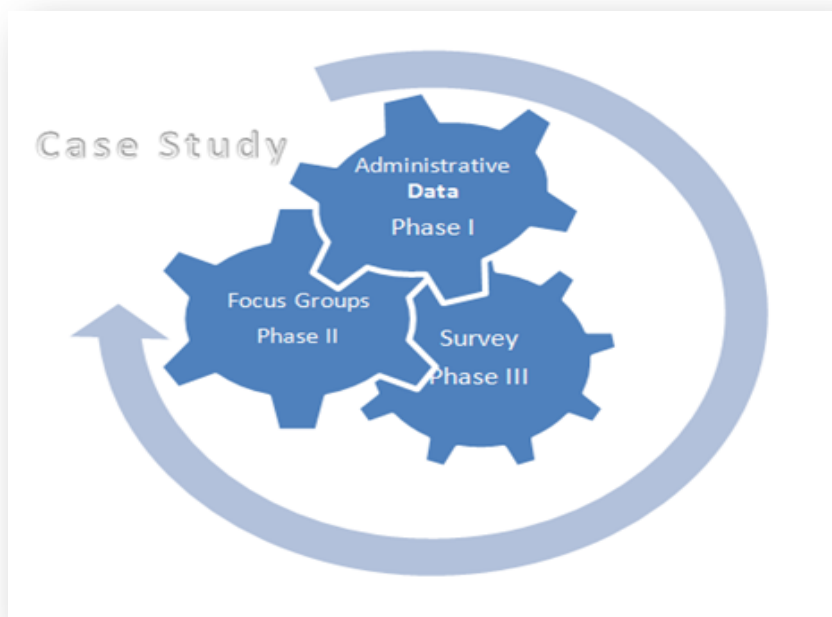 Case Study
Administrative
Data
Phase I
Focus Groups
Phase II
Survey
Phase III